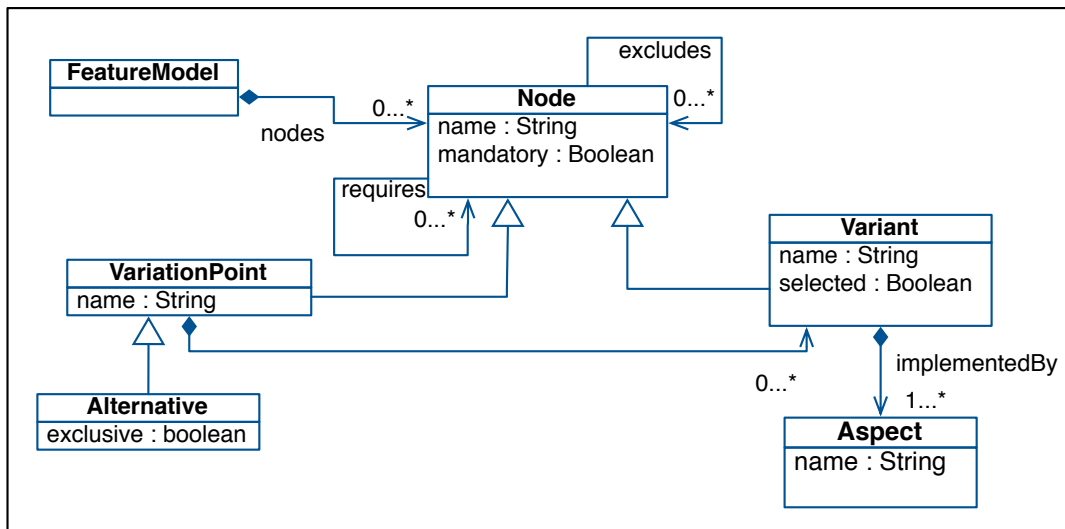 excludes
FeatureModel
Node
0...*
0...*
name : String
nodes
mandatory : Boolean
requires
0...*
Variant
name : String
VariationPoint
selected : Boolean
name : String
implementedBy
0...*
Alternative
1...*
exclusive : boolean
Aspect
name : String